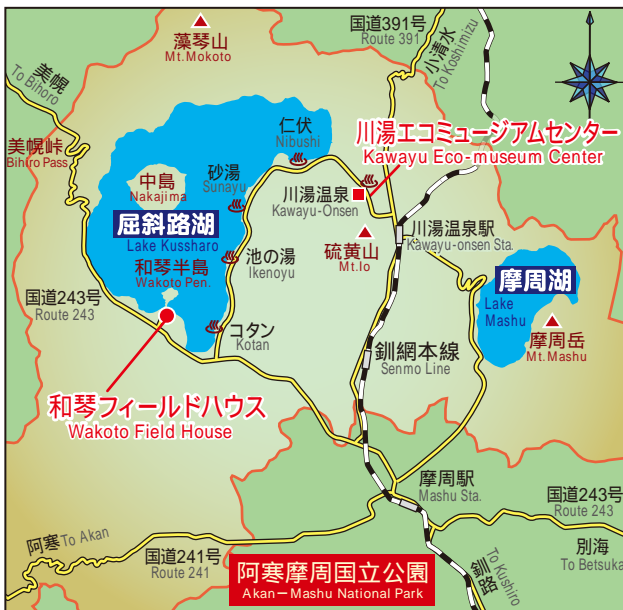 国道391号
Route 391
藻琴山
Mt.Mokoto
小清水
To Koshimizu
美幌
To Bihoro
仁伏
Nibushi
川湯エコミュージアムセンター
Kawayu Eco-museum Center
美幌峠
Bihiro Pass.
砂湯
Sunayu
中島
Nakajima
川湯温泉
Kawayu-Onsen
屈斜路湖
Lake Kussharo
川湯温泉駅
Kawayu-onsen Sta.
硫黄山
Mt.Io
池の湯
Ikenoyu
和琴半島
Wakoto Pen.
摩周湖
Lake
Mashu
国道243号
Route 243
コタン
Kotan
摩周岳
Mt.Mashu
釧網本線
Senmo Line
和琴フィールドハウス
Wakoto Field House
摩周駅
Mashu Sta.
国道243号
Route 243
阿寒 To Akan
国道241号
Route 241
別海
To Betsuka
釧路
To Kushiro
阿寒摩周国立公園
Akan－Mashu National Park